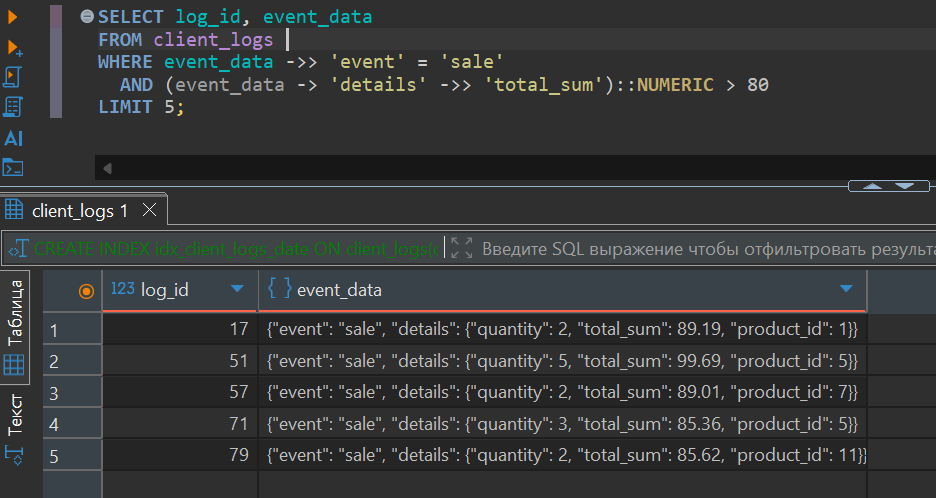 SELECT log_id, event_data
FROM client_logs
WHERE event_data ->> 'event' = 'sale'
AND (event_data -> 'details' ->> 'total_sum')::NUMERIC > 80
LIMIT 5;
AI
client_logs 1
CREATE INDEX idx_client_logs_date ON client_logs( Введите SQL выражение чтобы отфильтровать результа
Таблица
Текст
123 log_id {} event_data
1 17 {"event": "sale", "details": {"quantity": 2, "total_sum": 89.19, "product_id": 1}}
2 51 {"event": "sale", "details": {"quantity": 5, "total_sum": 99.69, "product_id": 5}}
3 57 {"event": "sale", "details": {"quantity": 2, "total_sum": 89.01, "product_id": 7}}
4 71 {"event": "sale", "details": {"quantity": 3, "total_sum": 85.36, "product_id": 5}}
5 79 {"event": "sale", "details": {"quantity": 2, "total_sum": 85.62, "product_id": 11}}